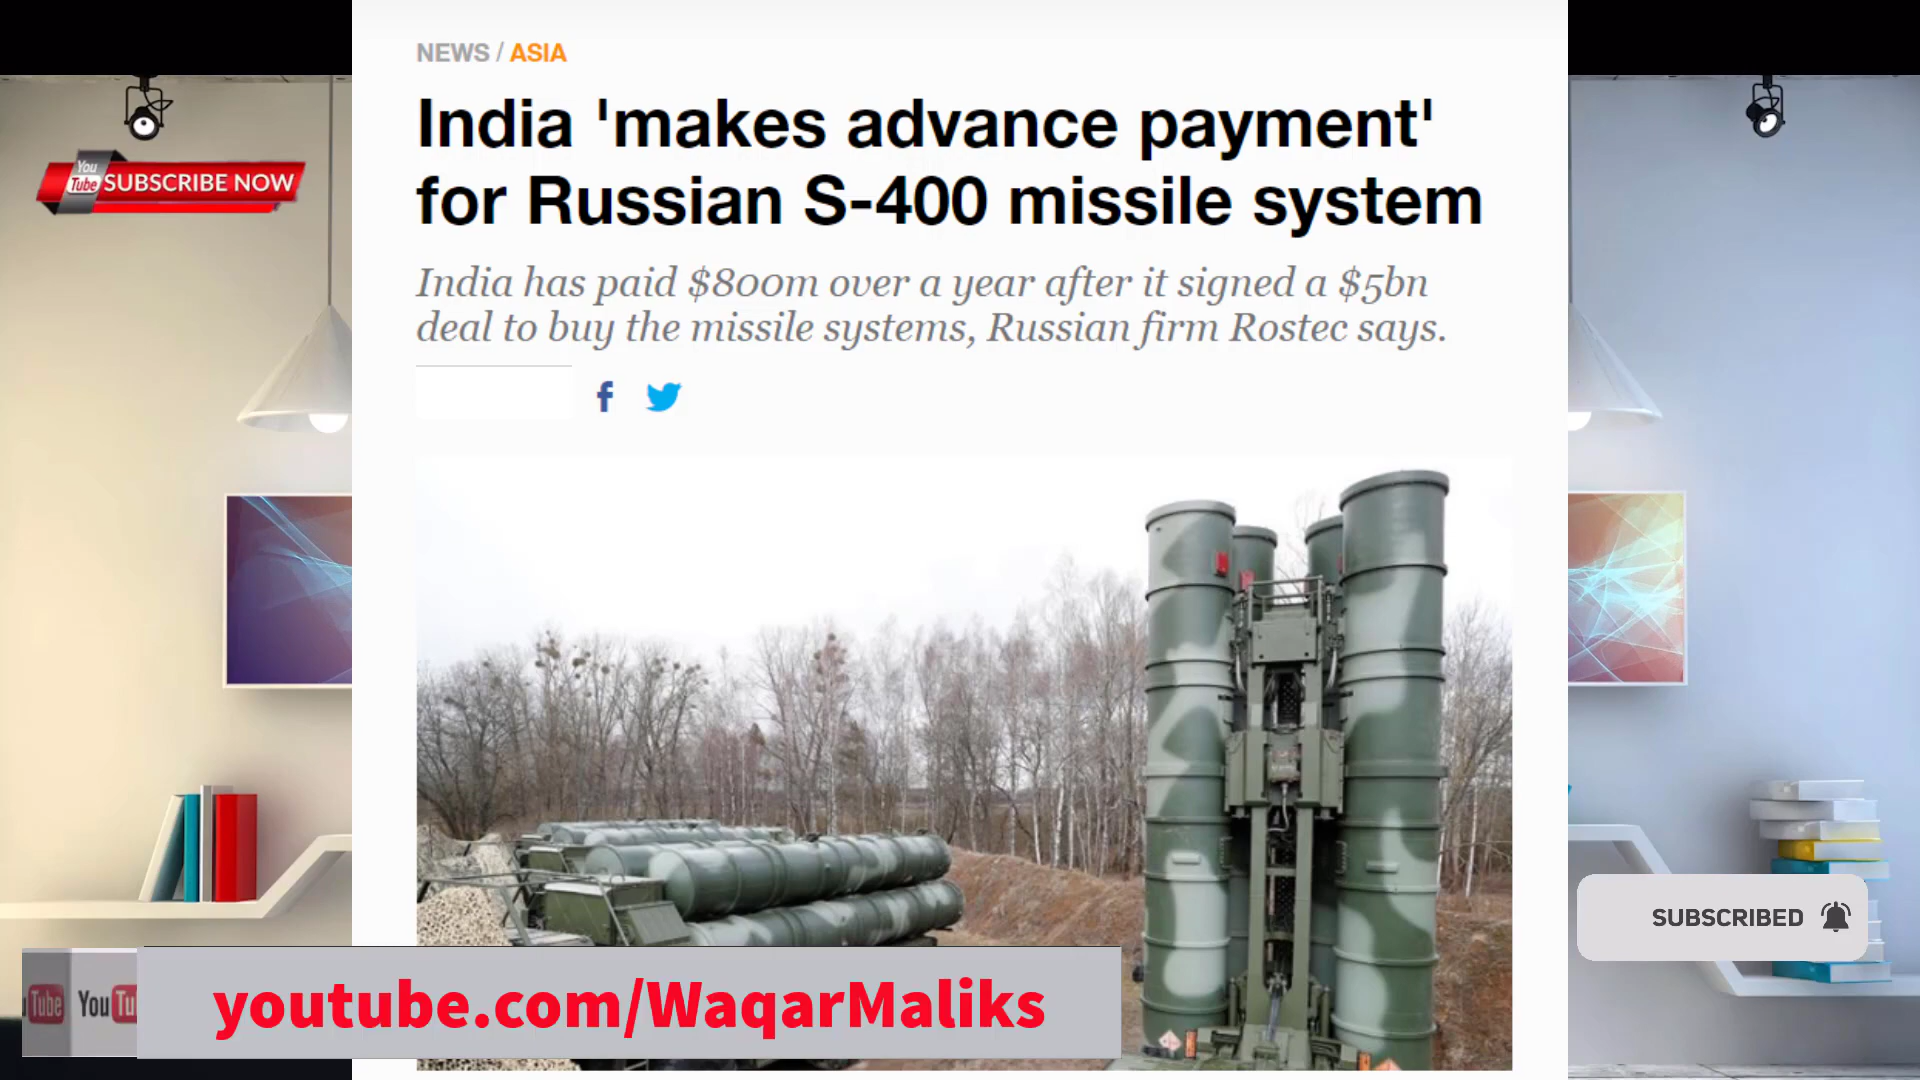 NEWS / ASIA
India 'makes advance payment'
for Russian S-400 missile system
India has paid $800m over a year after it signed a $5bn
deal to buy the missile systems, Russian firm Rostec says.
You
Tube SUBSCRIBE NOW
SUBSCRIBED
Tube YouTu
youtube.com/WaqarMaliks